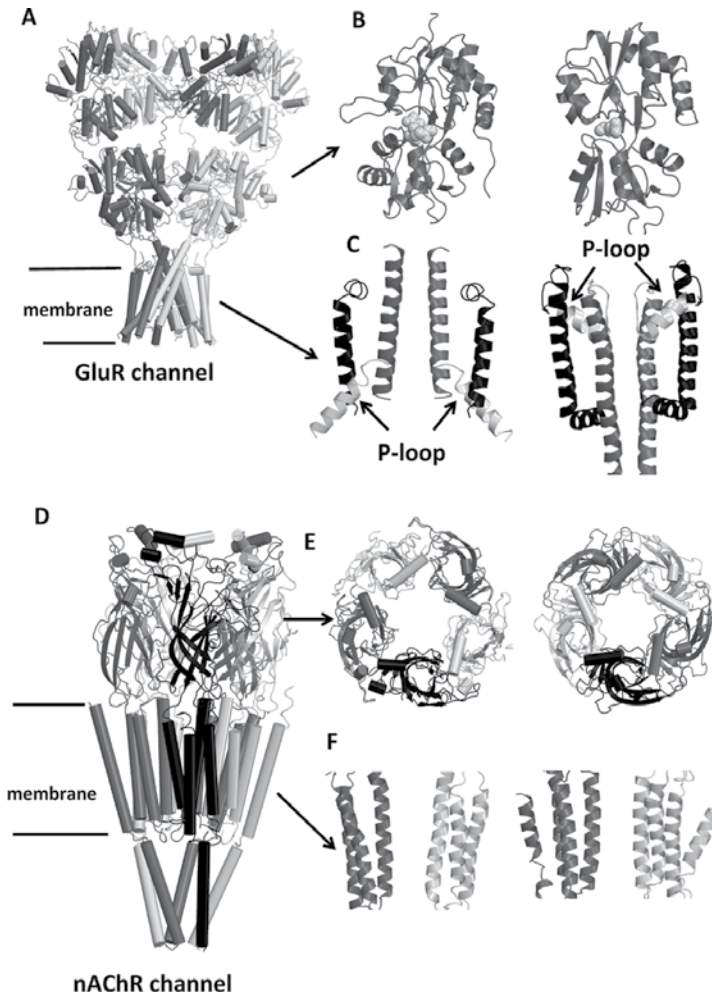 A
B
membrane
GluR channel
C
P-loop
P-loop
D
E
membrane
F
nAChR channel